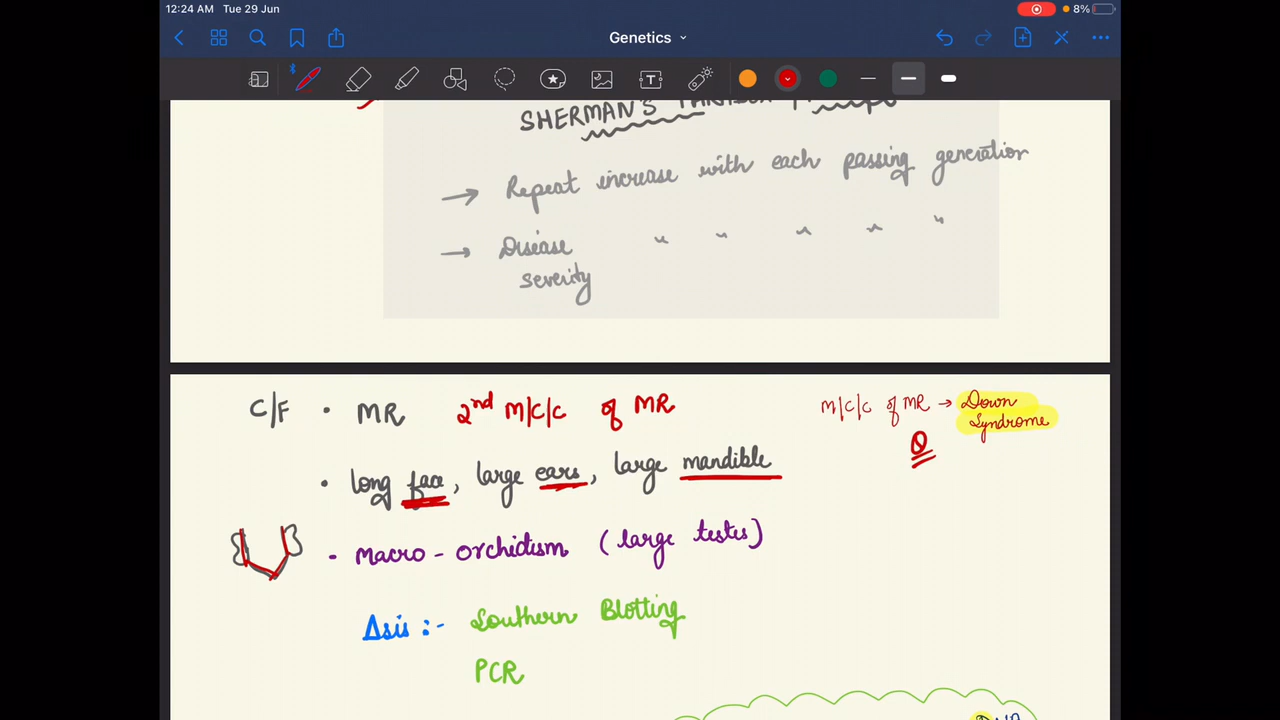 12:24 AM Tue 29 Jun
8%
Genetics
SHERMAN'S
→ Repeat increase with each passing generation
→ Disease " " " " "
severity
C/F • MR 2nd M/C/C of MR
M/C/C of MR → Down
Syndrome
Q
• long face, large ears, large mandible
• Macro-orchidism (large testes)
Δsis :- Southern Blotting
PCR